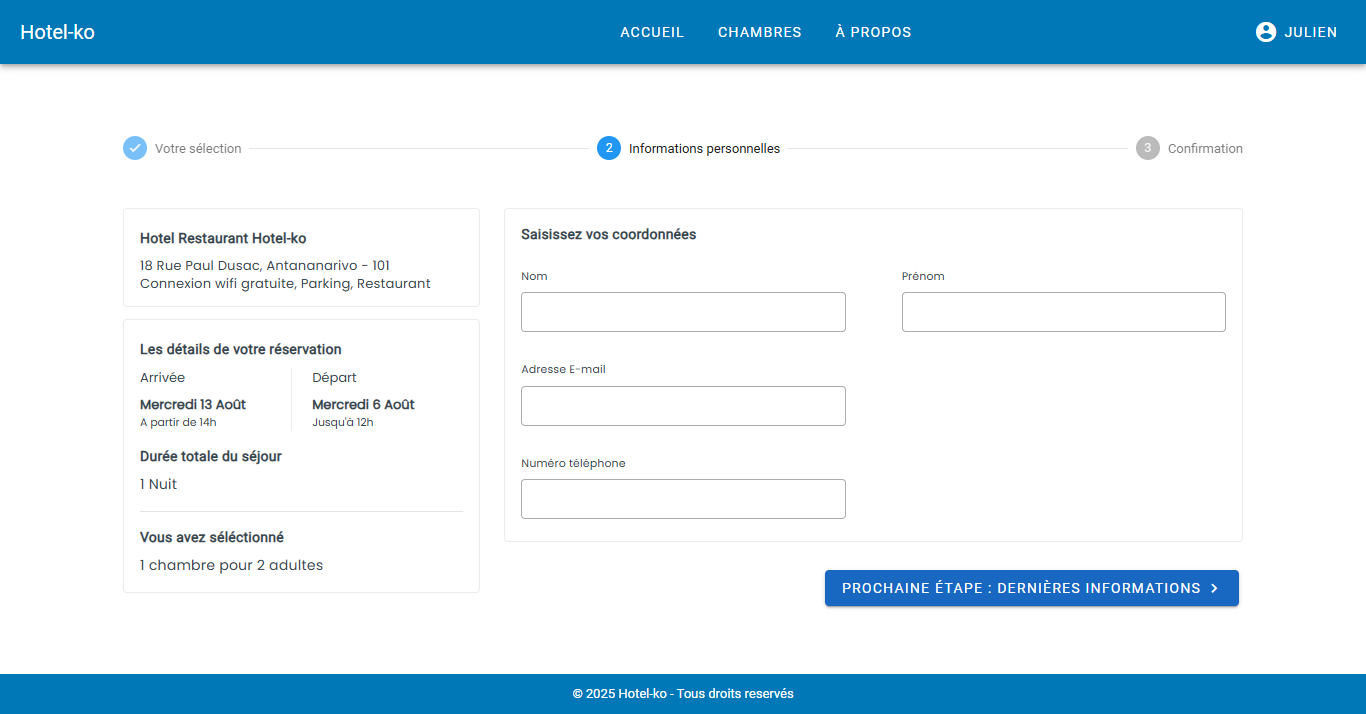 Hotel-ko
ACCUEIL
CHAMBRES
À PROPOS
JULIEN
Votre sélection
2 Informations personnelles
3 Confirmation
Hotel Restaurant Hotel-ko
18 Rue Paul Dusac, Antananarivo - 101
Connexion wifi gratuite, Parking, Restaurant
Les détails de votre réservation
Arrivée
Mercredi 13 Août
A partir de 14h
Départ
Mercredi 6 Août
Jusqu'à 12h
Durée totale du séjour
1 Nuit
Vous avez séléctionné
1 chambre pour 2 adultes
Saisissez vos coordonnées
Nom
Prénom
Adresse E-mail
Numéro téléphone
PROCHAINE ÉTAPE : DERNIÈRES INFORMATIONS
© 2025 Hotel-ko - Tous droits reservés